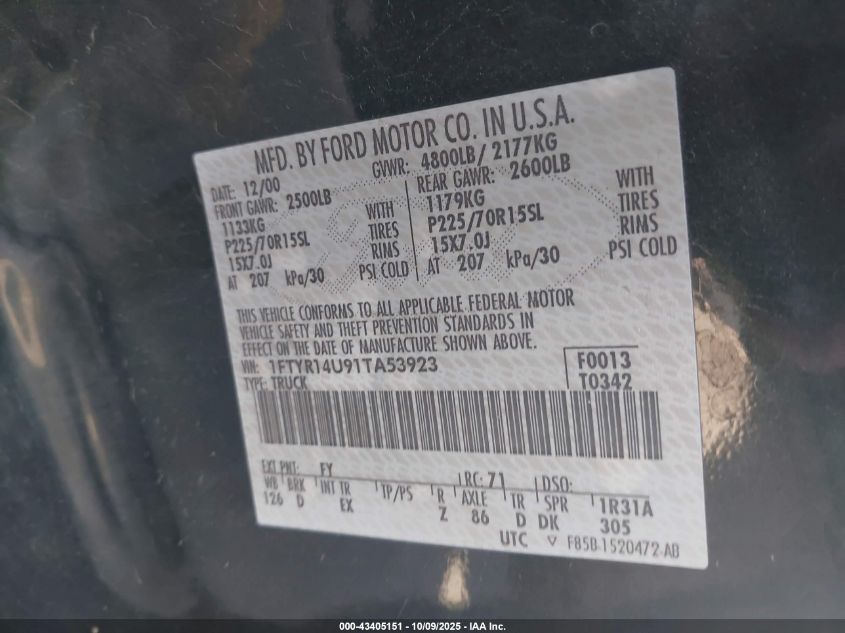 MFD. BY FORD MOTOR CO. IN U.S.A.
DATE: 12/00 GVWR: 4800LB/ 2177KG
FRONT GAWR: 2500LB REAR GAWR: 2600LB
1133KG WITH 1179KG WITH
P225/70R15SL TIRES P225/70R15SL TIRES
15X7.0J RIMS 15X7.0J RIMS
AT 207 kPa/30 PSI COLD AT 207 kPa/30 PSI COLD
THIS VEHICLE CONFORMS TO ALL APPLICABLE FEDERAL MOTOR
VEHICLE SAFETY AND THEFT PREVENTION STANDARDS IN
EFFECT ON THE DATE OF MANUFACTURE SHOWN ABOVE.
VIN: 1FTYR14U91TA53923 F0013
TYPE: TRUCK T0342
EXT PNT: FY RC: 71 DSO:
WB BRK INT TR TP/PS R AXLE TR SPR 1R31A
126 D EX Z 86 D DK 305
UTC ▽ F85B-1520472-AB
000-43405151 | 10/09/2025 | IAA Inc.